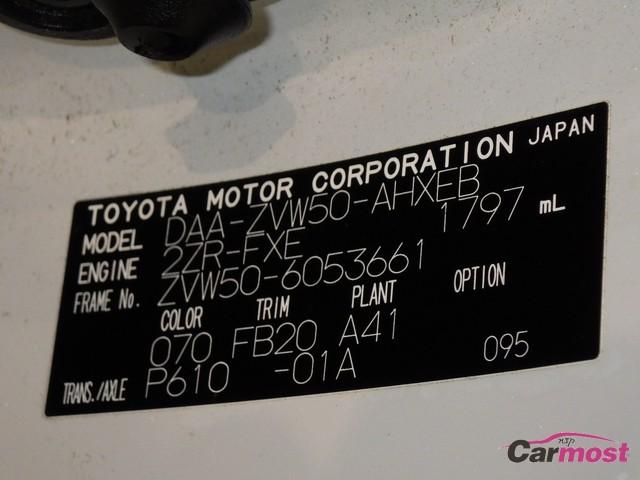 TOYOTA MOTOR CORPORATION JAPAN
MODEL DAA-ZVW50-AHXEB
ENGINE 2ZR-FXE 1797 mL
FRAME No. ZVW50-6053661
COLOR TRIM PLANT OPTION
070 FB20 A41
TRANS./AXLE P610 -01A 095
nsp
Carmost